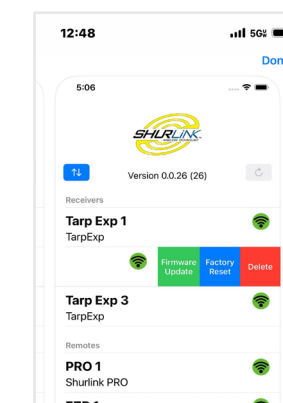 12:48
5G
Don
5:06
SHURLINK
Version 0.0.26 (26)
Receivers
Tarp Exp 1
TarpExp
Firmware Update
Factory Reset
Delete
Tarp Exp 3
TarpExp
Remotes
PRO 1
Shurlink PRO